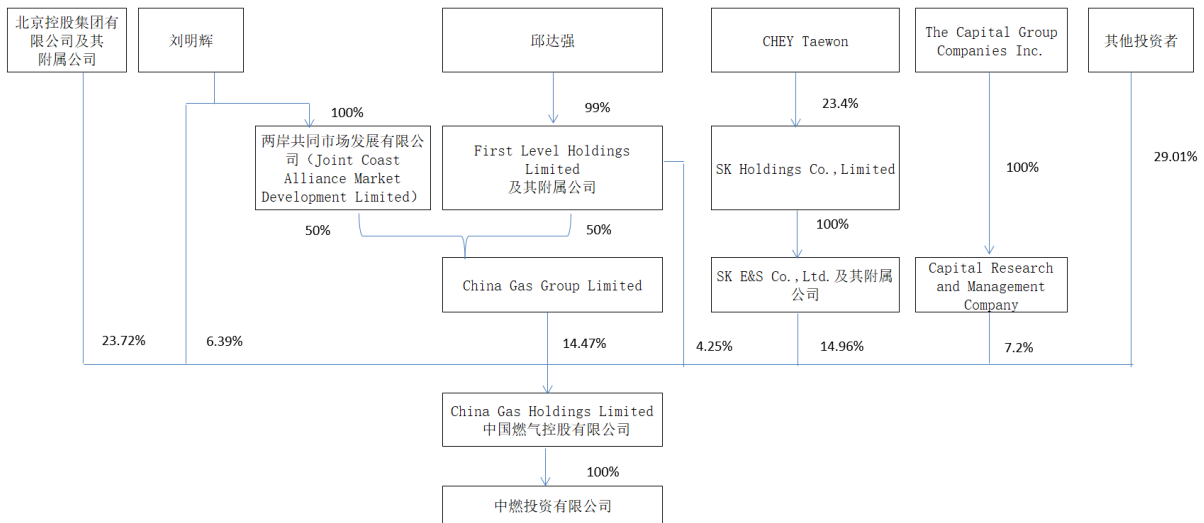 北京控股集团有
限公司及其
附属公司
刘明辉
邱达强
CHEY Taewon
The Capital Group
Companies Inc.
其他投资者
100%
99%
23.4%
两岸共同市场发展有限公
司（Joint Coast
Alliance Market
Development Limited）
First Level Holdings
Limited
及其附属公司
SK Holdings Co.,Limited
100%
29.01%
50%
50%
100%
China Gas Group Limited
SK E&S Co.,Ltd.及其附属
公司
Capital Research
and Management
Company
23.72%
6.39%
14.47%
4.25%
14.96%
7.2%
China Gas Holdings Limited
中国燃气控股有限公司
100%
中燃投资有限公司